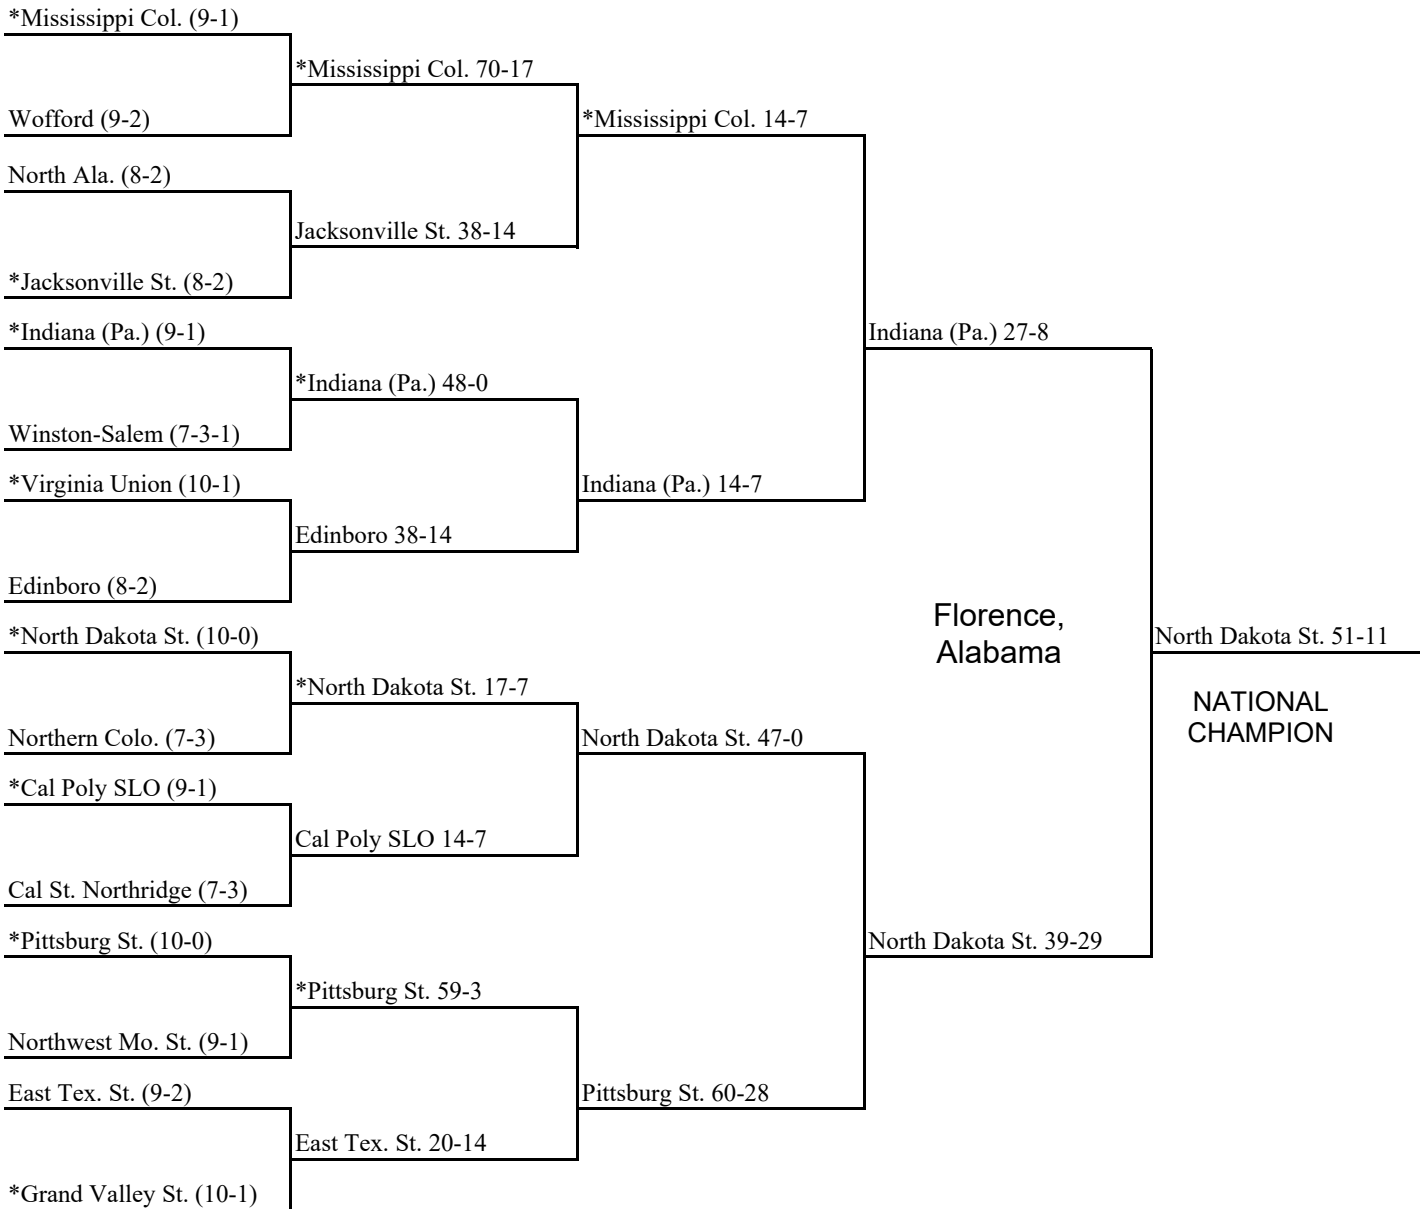 *Mississippi Col. (9-1)
*Mississippi Col. 70-17
Wofford (9-2)
*Mississippi Col. 14-7
North Ala. (8-2)
Jacksonville St. 38-14
*Jacksonville St. (8-2)
*Indiana (Pa.) (9-1)
Indiana (Pa.) 27-8
*Indiana (Pa.) 48-0
Winston-Salem (7-3-1)
*Virginia Union (10-1)
Indiana (Pa.) 14-7
Edinboro 38-14
Edinboro (8-2)
Florence,
Alabama
*North Dakota St. (10-0)
North Dakota St. 51-11
*North Dakota St. 17-7
NATIONAL
CHAMPION
Northern Colo. (7-3)
North Dakota St. 47-0
*Cal Poly SLO (9-1)
Cal Poly SLO 14-7
Cal St. Northridge (7-3)
*Pittsburg St. (10-0)
North Dakota St. 39-29
*Pittsburg St. 59-3
Northwest Mo. St. (9-1)
East Tex. St. (9-2)
Pittsburg St. 60-28
East Tex. St. 20-14
*Grand Valley St. (10-1)